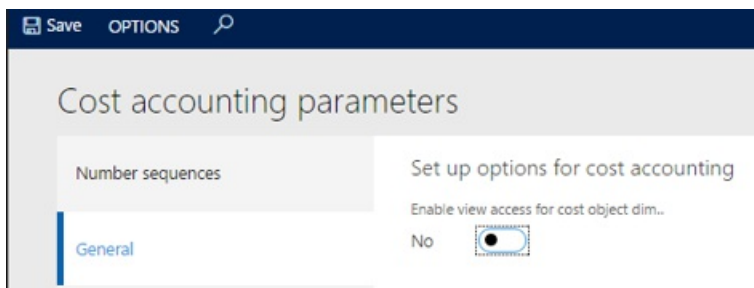 Save OPTIONS
Cost accounting parameters
Number sequences
General
Set up options for cost accounting
Enable view access for cost object dim..
No